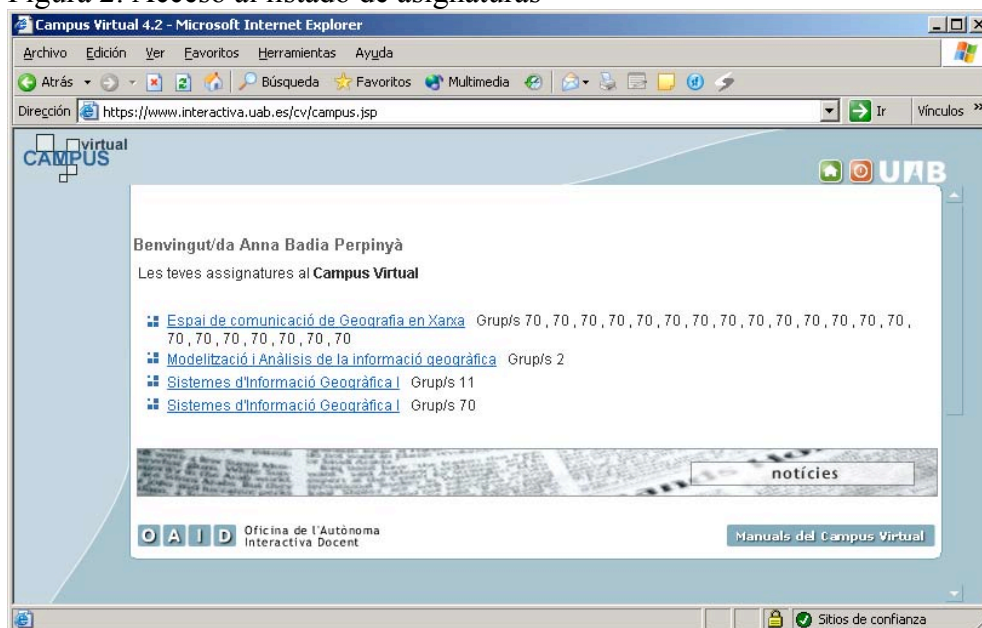 Figura 2. Acceso al listado de asignaturas
Campus Virtual 4.2 - Microsoft Internet Explorer
Archivo Edición Ver Favoritos Herramientas Ayuda
Atrás Búsqueda Favoritos Multimedia
Dirección https://www.interactiva.uab.es/cv/campus.jsp Ir Vínculos »
virtual
CAMPUS
UAB
Benvingut/da Anna Badia Perpinyà
Les teves assignatures al Campus Virtual
Espai de comunicació de Geografia en Xarxa Grup/s 70 , 70 , 70 , 70 , 70 , 70 , 70 , 70 , 70 , 70 , 70 , 70 , 70 , 70 ,
70 , 70 , 70 , 70 , 70 , 70 , 70
Modelització i Anàlisis de la informació geogràfica Grup/s 2
Sistemes d'Informació Geogràfica I Grup/s 11
Sistemes d'Informació Geogràfica I Grup/s 70
notícies
O A I D Oficina de l'Autònoma
Interactiva Docent
Manuals del Campus Virtual
Sitios de confianza